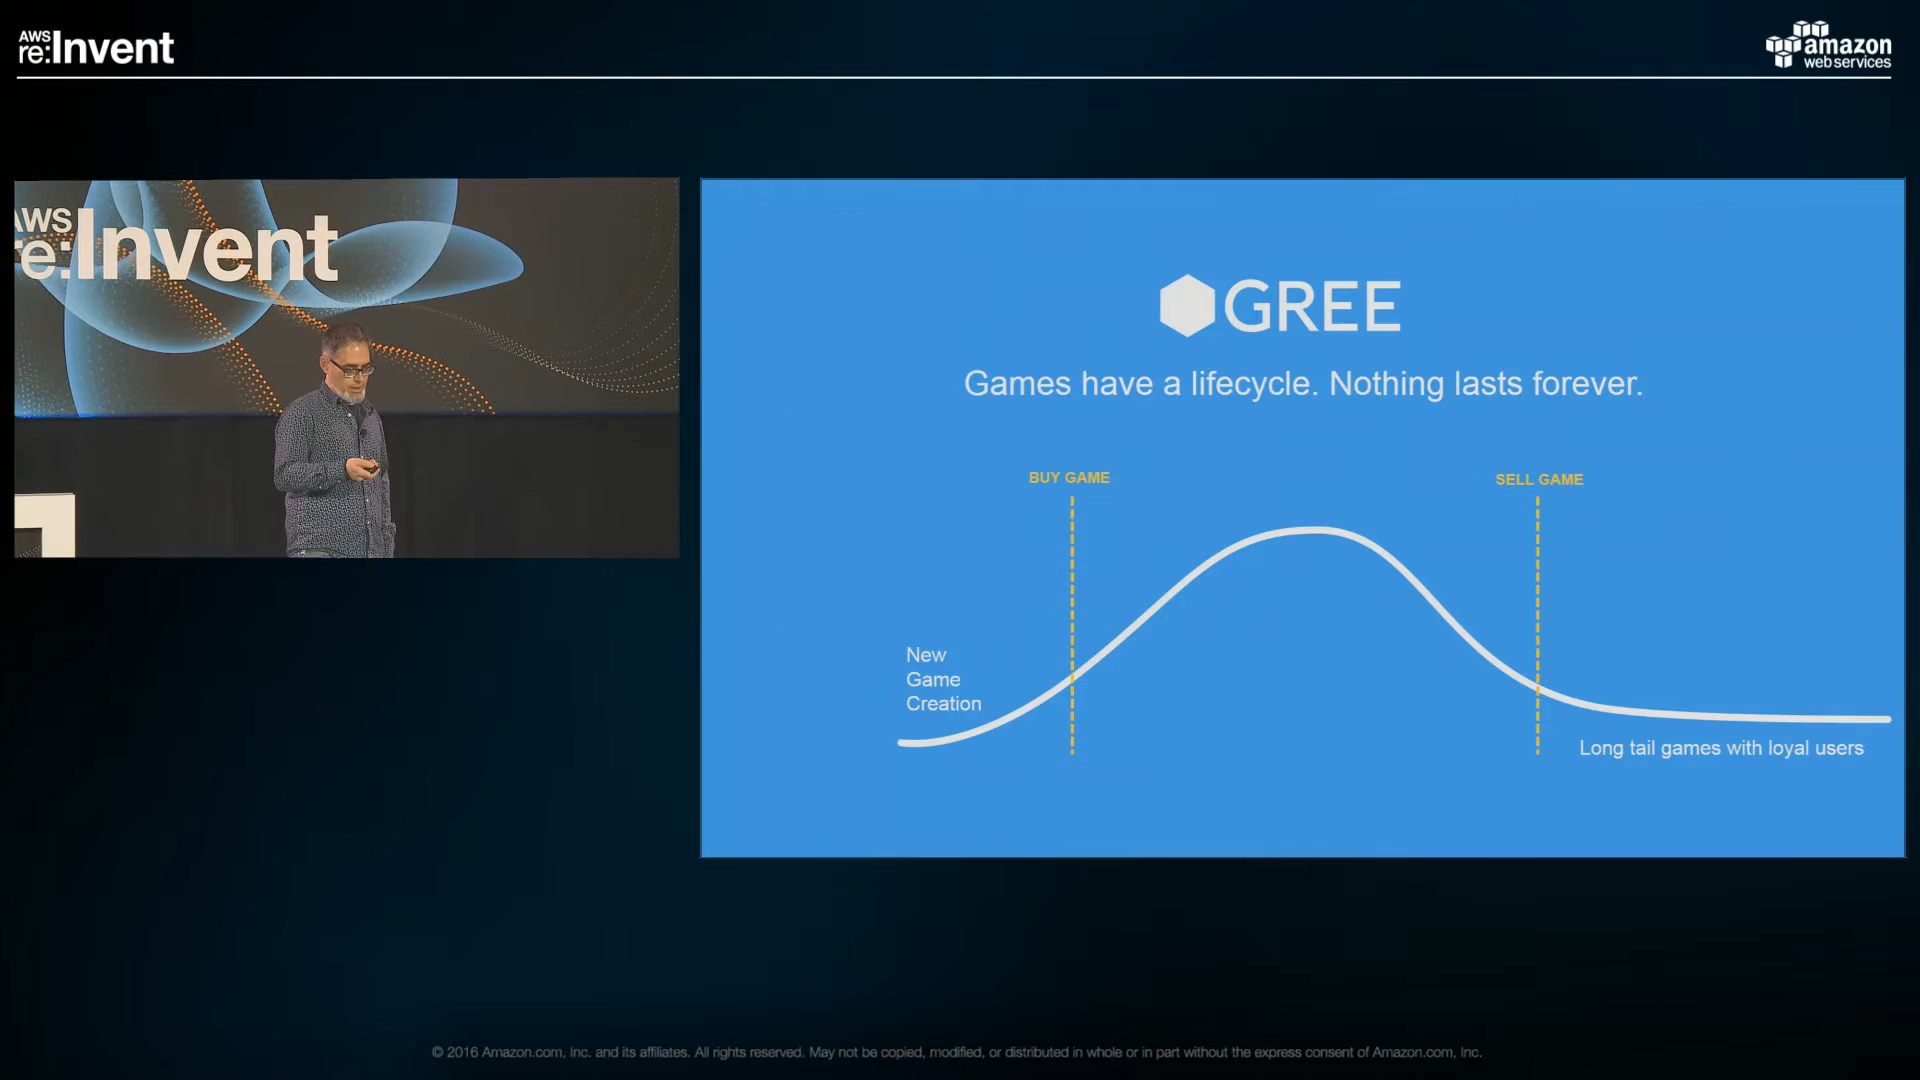 AWS
re:Invent
amazon
web services
AWS
re:Invent
GREE
Games have a lifecycle. Nothing lasts forever.
BUY GAME
SELL GAME
New
Game
Creation
Long tail games with loyal users
© 2016 Amazon.com, Inc. and its affiliates. All rights reserved. May not be copied, modified, or distributed in whole or in part without the express consent of Amazon.com, Inc.